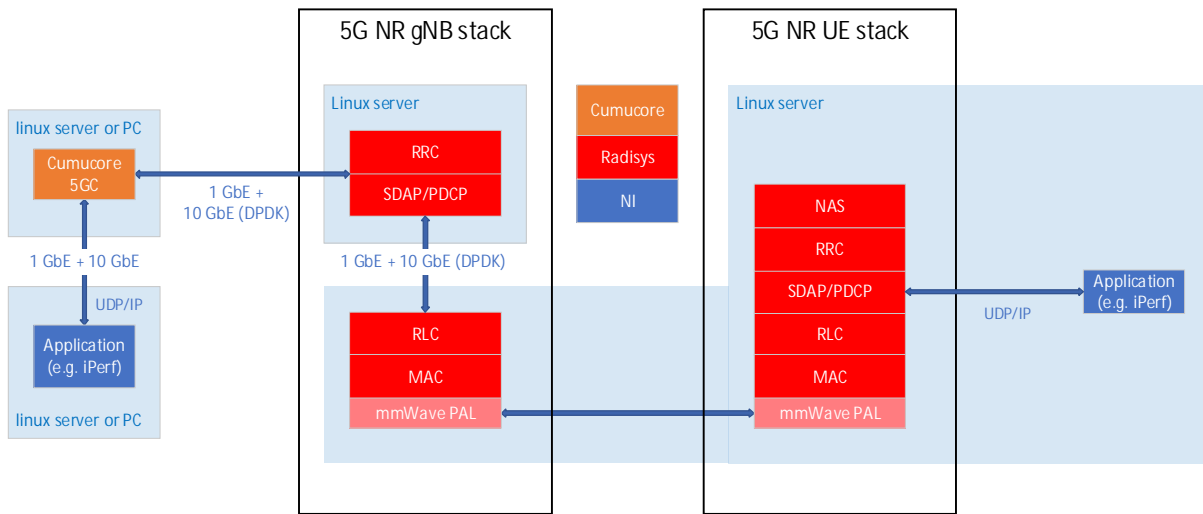 5G NR gNB stack
5G NR UE stack
Linux server
Cumucore
Radisys
NI
Linux server
linux server or PC
Cumucore
5GC
1 GbE +
10 GbE (DPDK)
RRC
SDAP/PDCP
1 GbE + 10 GbE
1 GbE + 10 GbE (DPDK)
UDP/IP
Application
(e.g. iPerf)
linux server or PC
RLC
MAC
mmWave PAL
NAS
RRC
SDAP/PDCP
RLC
MAC
mmWave PAL
UDP/IP
Application
(e.g. iPerf)